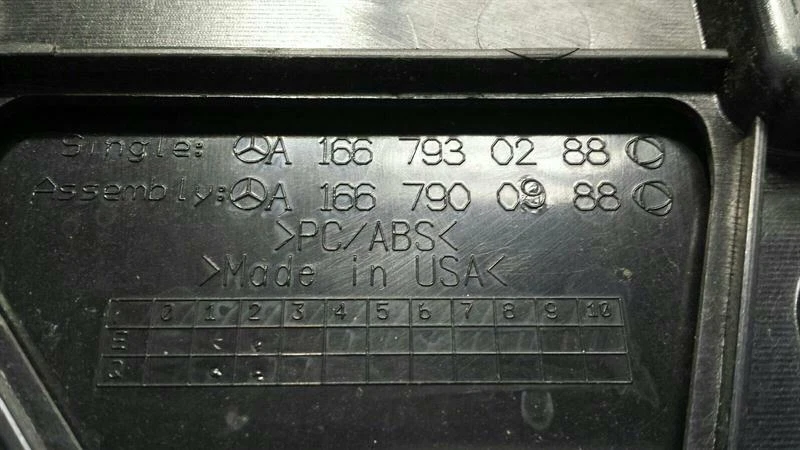 Single: A 166 793 02 88
Assembly: A 166 790 09 88
>PC/ABS<
>Made in USA<
0 1 2 3 4 5 6 7 8 9 10